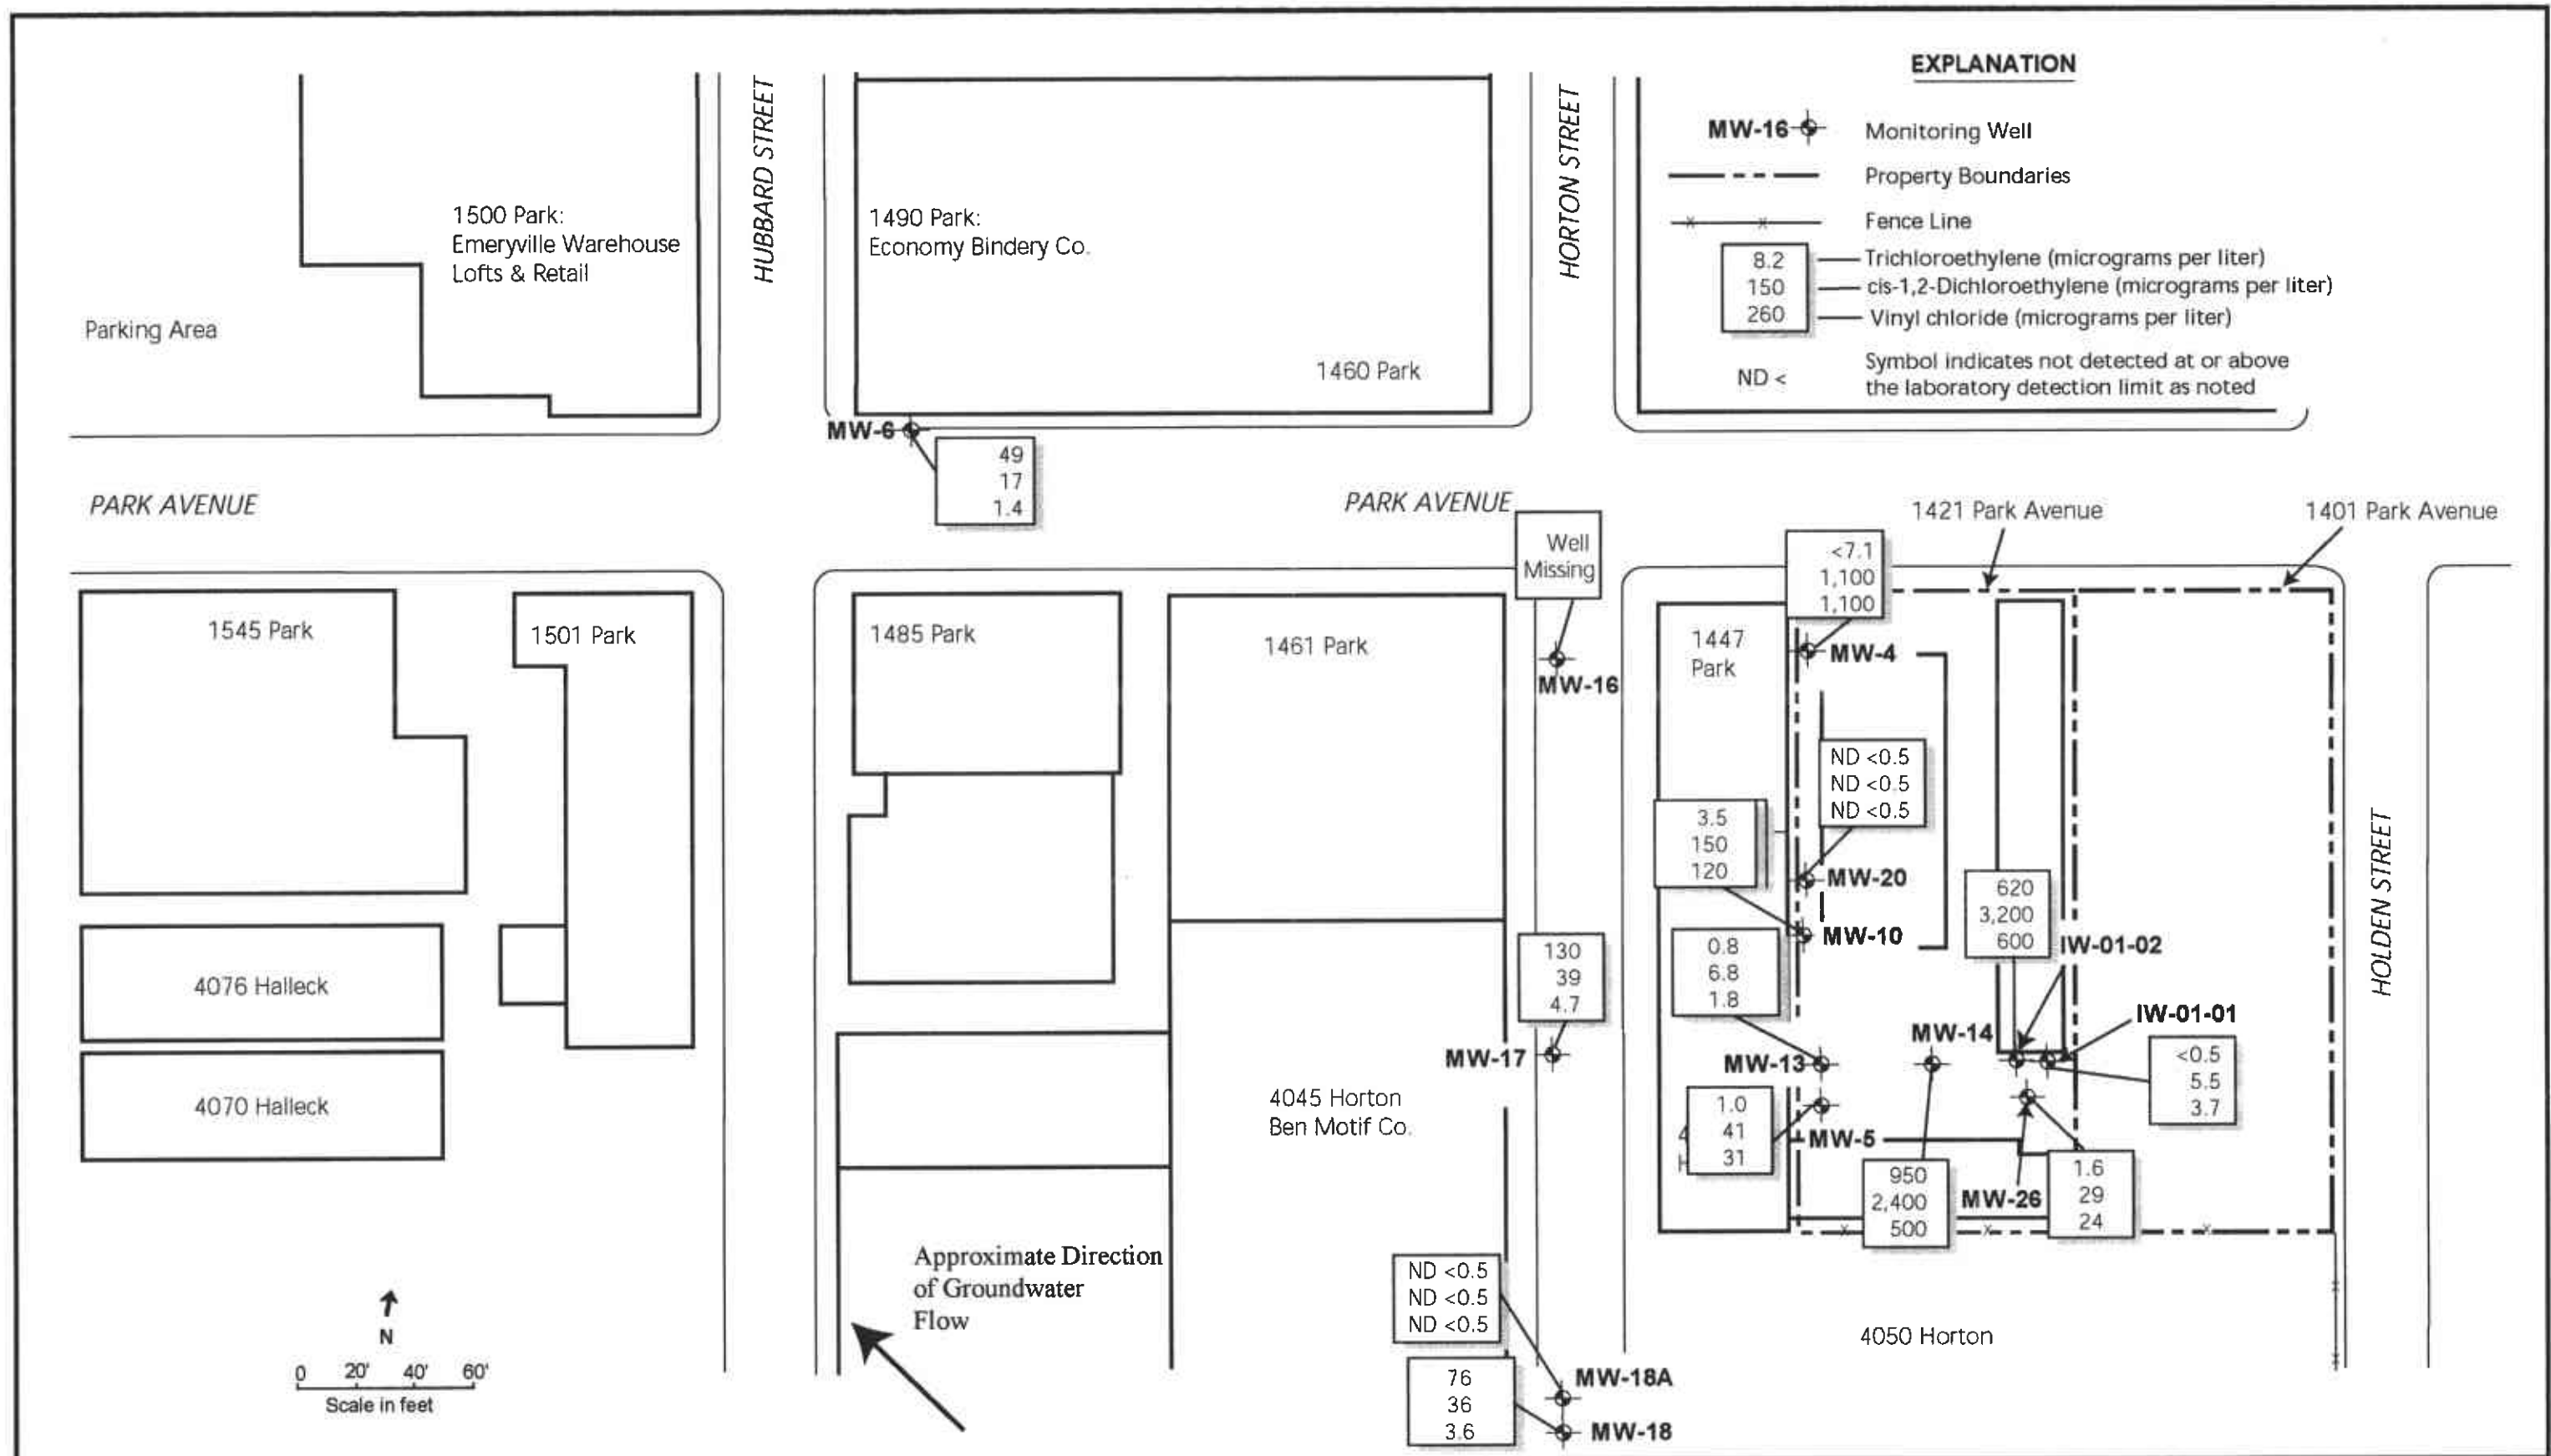 EXPLANATION
MW-16
Monitoring Well
Property Boundaries
Fence Line
8.2
150
260
Trichloroethylene (micrograms per liter)
cis-1,2-Dichloroethylene (micrograms per liter)
Vinyl chloride (micrograms per liter)
ND <
Symbol indicates not detected at or above
the laboratory detection limit as noted
HUBBARD STREET
HORTON STREET
1500 Park:
Emeryville Warehouse
Lofts & Retail
Parking Area
1490 Park:
Economy Bindery Co.
1460 Park
MW-6
49
17
1.4
PARK AVENUE
PARK AVENUE
1421 Park Avenue
1401 Park Avenue
Well
Missing
<7.1
1,100
1,100
1545 Park
1501 Park
1485 Park
1461 Park
1447
Park
MW-4
MW-16
ND <0.5
ND <0.5
ND <0.5
3.5
150
120
MW-20
MW-10
620
3,200
600
IW-01-02
HOLDEN STREET
0.8
6.8
1.8
130
39
4.7
4076 Halleck
MW-17
MW-13
MW-14
IW-01-01
<0.5
5.5
3.7
4070 Halleck
4045 Horton
Ben Motif Co.
1.0
41
31
4
H
MW-5
950
2,400
500
MW-26
1.6
29
24
Approximate Direction
of Groundwater
Flow
ND <0.5
ND <0.5
ND <0.5
4050 Horton
N
0 20' 40' 60'
Scale in feet
76
36
3.6
MW-18A
MW-18